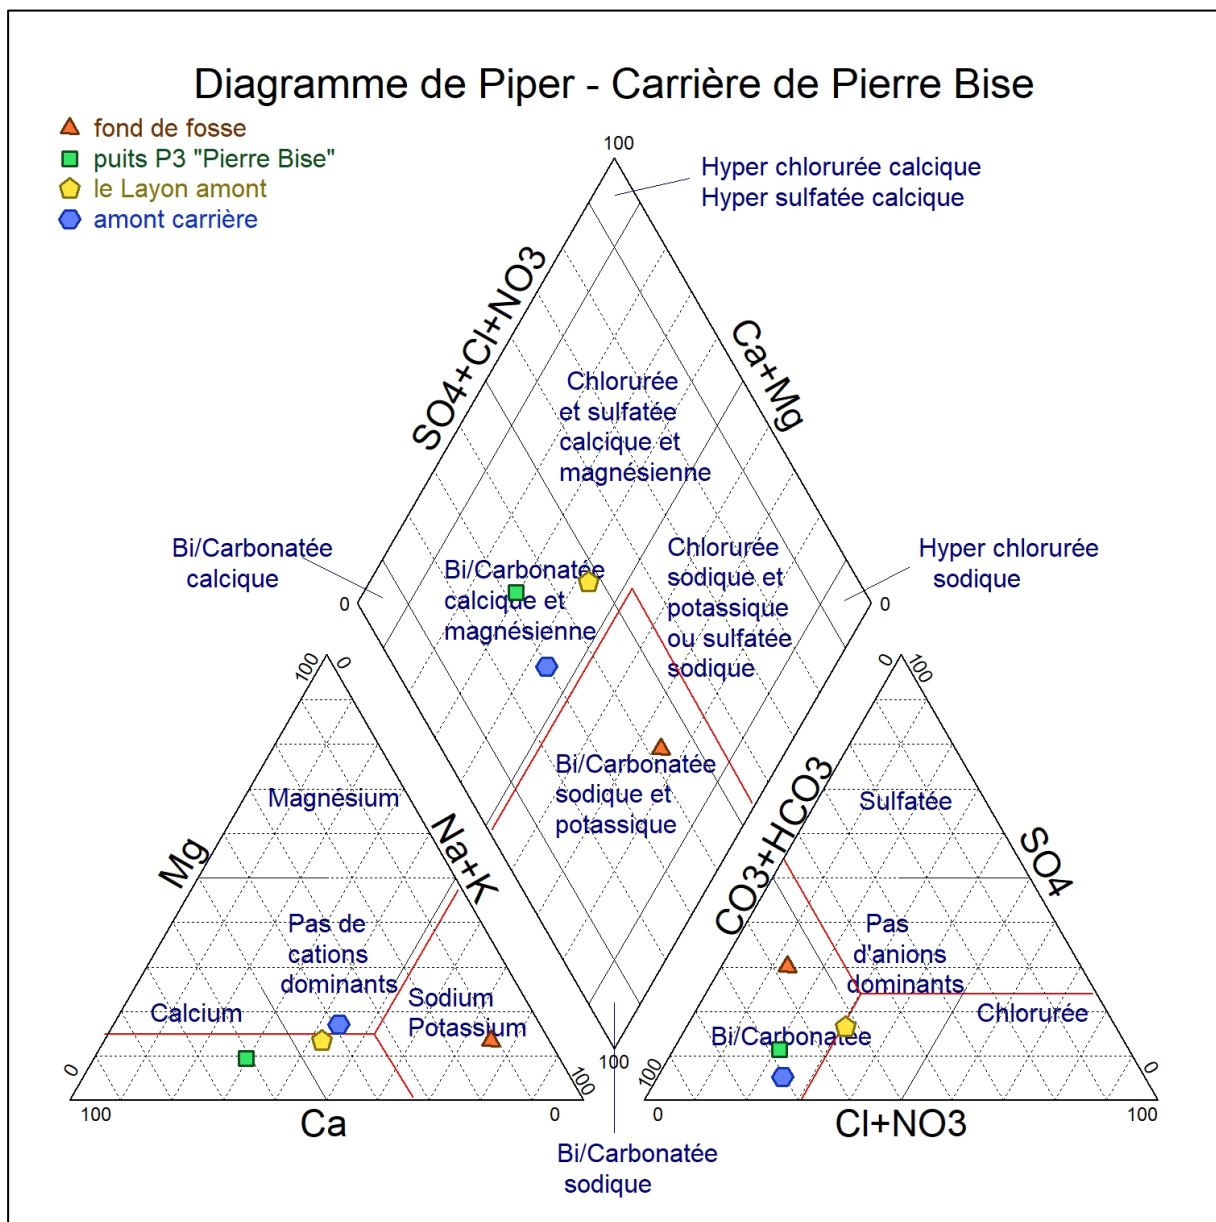 Diagramme de Piper - Carrière de Pierre Bise
fond de fosse
puits P3 "Pierre Bise"
le Layon amont
amont carrière
100
Hyper chlorurée calcique
Hyper sulfatée calcique
SO4+Cl+NO3
Ca+Mg
Chlorurée
et sulfatée
calcique et
magnésienne
Bi/Carbonatée
calcique
Bi/Carbonatée
calcique et
magnésienne
Chlorurée
sodique et
potassique
ou sulfatée
sodique
Hyper chlorurée
sodique
0
0
100
0
0
100
Bi/Carbonatée
sodique et
potassique
Magnésium
Mg
Na+K
Pas de
cations
dominants
Calcium
Sodium
Potassium
CO3+HCO3
SO4
Sulfatée
Pas
d'anions
dominants
Chlorurée
Bi/Carbonatée
0
100
100
100
0
100
Ca
0
0
Cl+NO3
100
Bi/Carbonatée
sodique